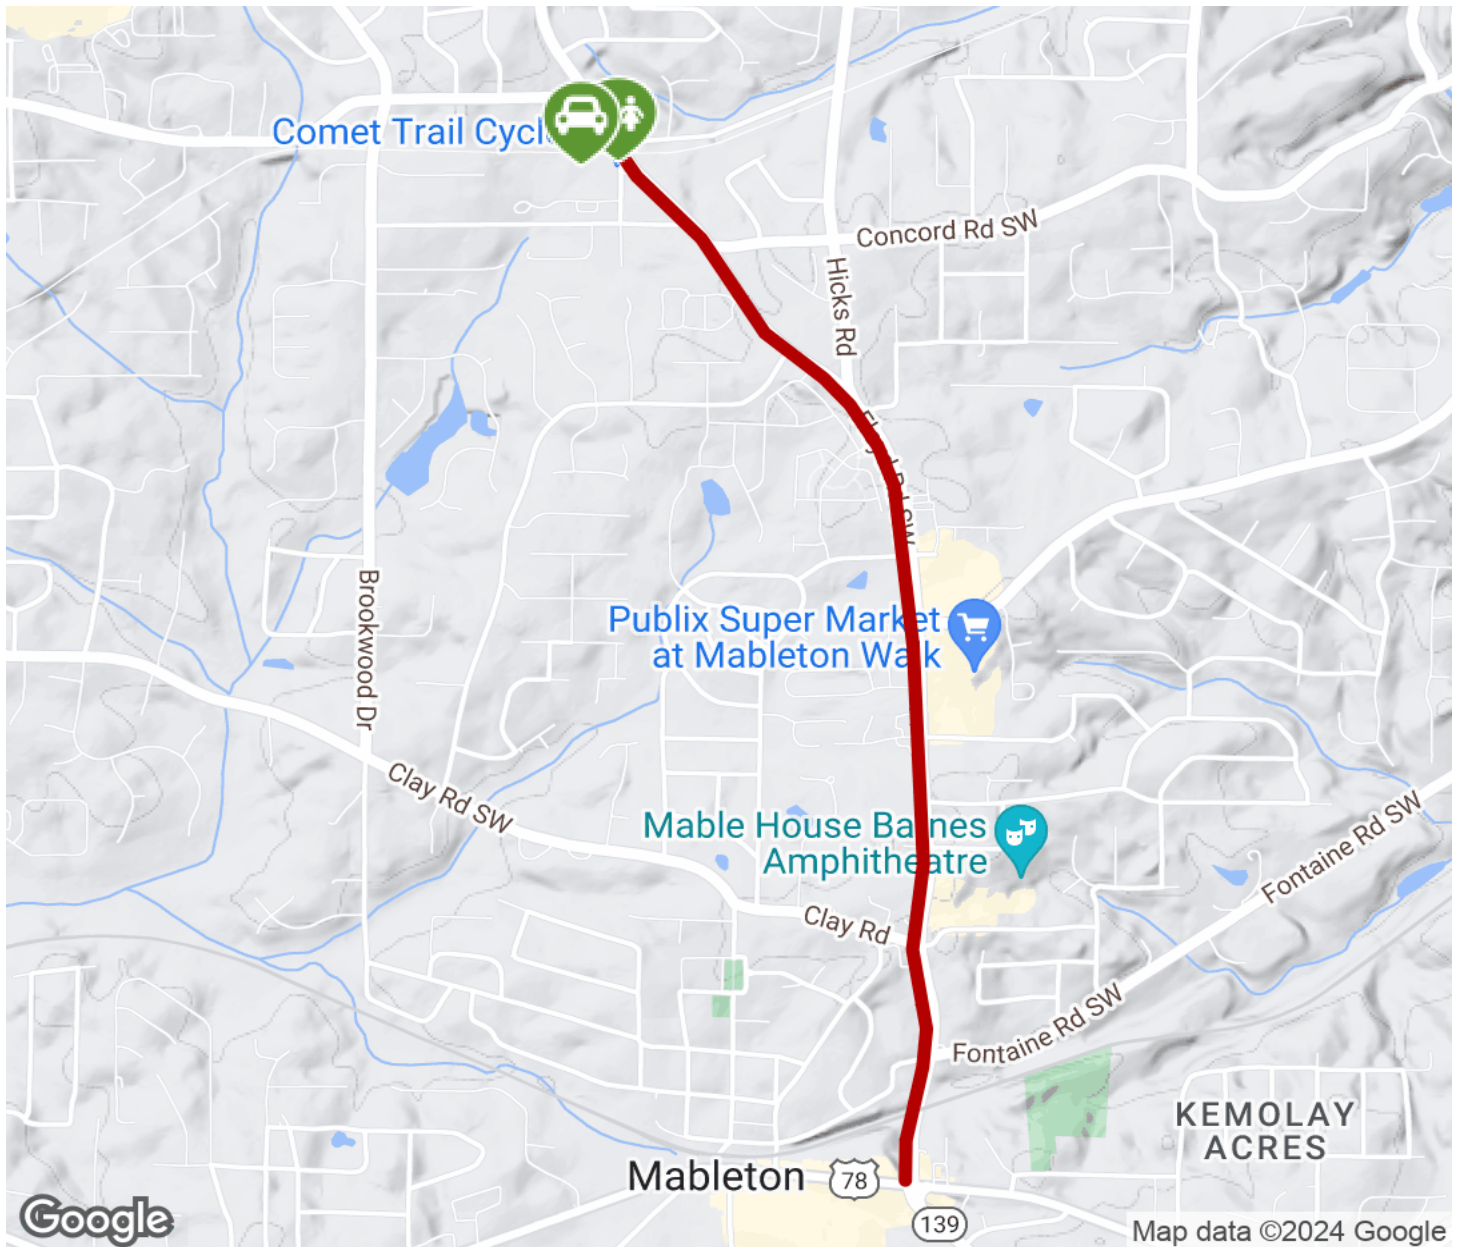 Comet Trail Cycl
Concord Rd SW
Hicks Rd
Publix Super Market
at Mableton Walk
Brookwood Dr
Clay Rd SW
Mable House Barnes
Amphitheatre
Fontaine Rd SW
Clay Rd
Fontaine Rd SW
KEMOLAY
ACRES
Mableton
78
139
Google
Map data ©2024 Google